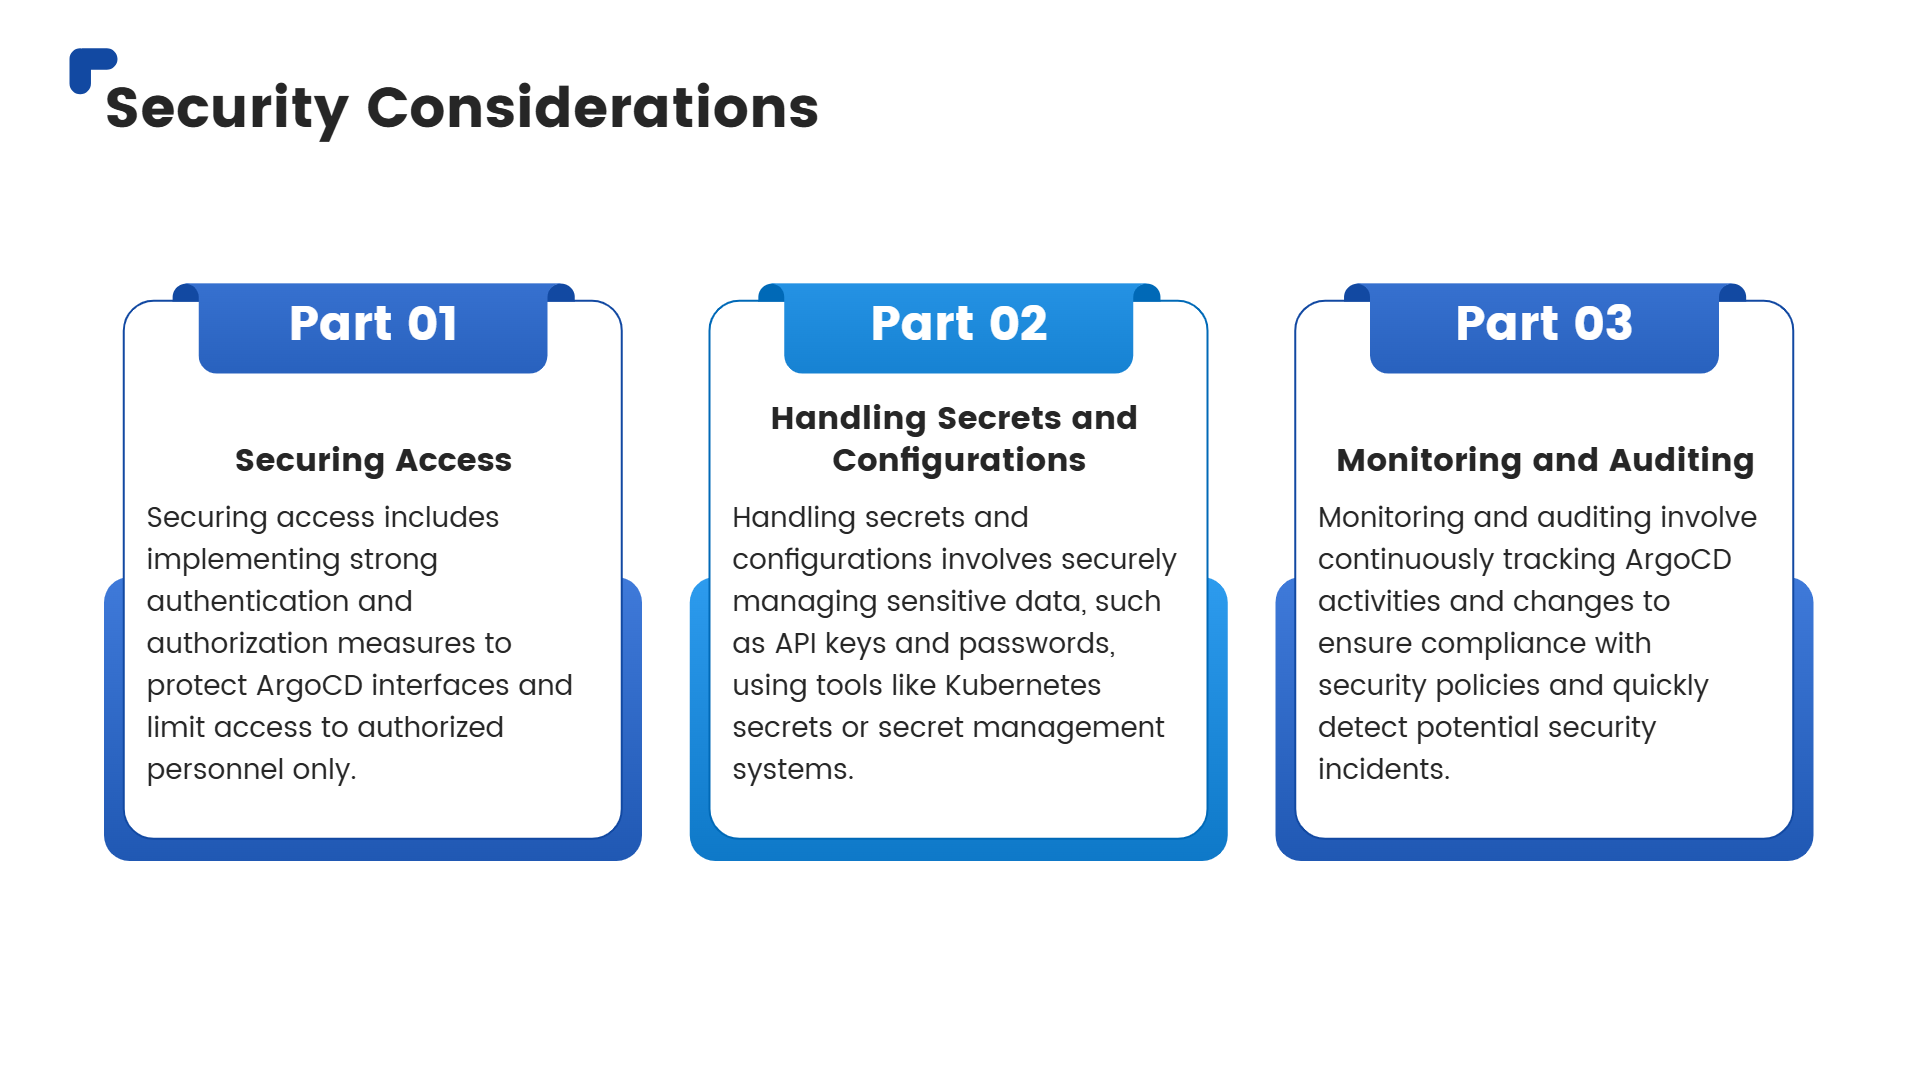 Security Considerations
Part 01
Securing Access
Securing access includes
implementing strong
authentication and
authorization measures to
protect ArgoCD interfaces and
limit access to authorized
personnel only.
Part 02
Handling Secrets and
Configurations
Handling secrets and
configurations involves securely
managing sensitive data, such
as API keys and passwords,
using tools like Kubernetes
secrets or secret management
systems.
Part 03
Monitoring and Auditing
Monitoring and auditing involve
continuously tracking ArgoCD
activities and changes to
ensure compliance with
security policies and quickly
detect potential security
incidents.